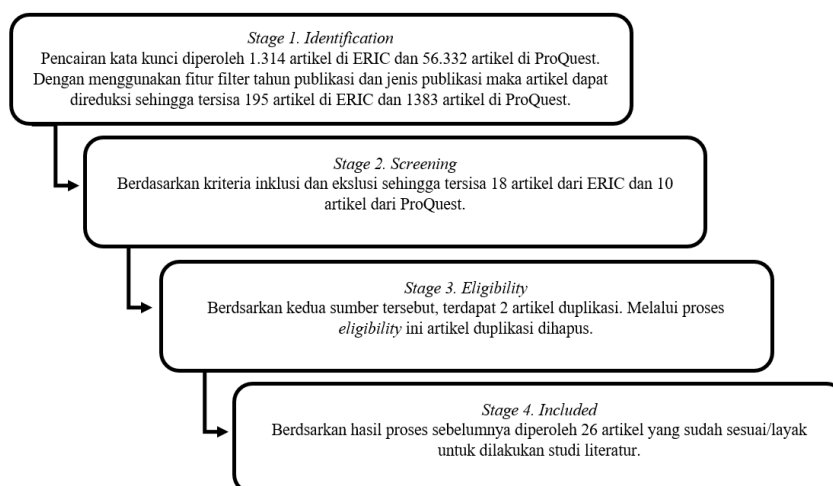 Stage 1. Identification
Pencairan kata kunci diperoleh 1.314 artikel di ERIC dan 56.332 artikel di ProQuest.
Dengan menggunakan fitur filter tahun publikasi dan jenis publikasi maka artikel dapat
direduksi sehingga tersisa 195 artikel di ERIC dan 1383 artikel di ProQuest.
Stage 2. Screening
Berdasarkan kriteria inklusi dan ekslusi sehingga tersisa 18 artikel dari ERIC dan 10
artikel dari ProQuest.
Stage 3. Eligibility
Berdsarkan kedua sumber tersebut, terdapat 2 artikel duplikasi. Melalui proses
eligibility ini artikel duplikasi dihapus.
Stage 4. Included
Berdsarkan hasil proses sebelumnya diperoleh 26 artikel yang sudah sesuai/layak
untuk dilakukan studi literatur.